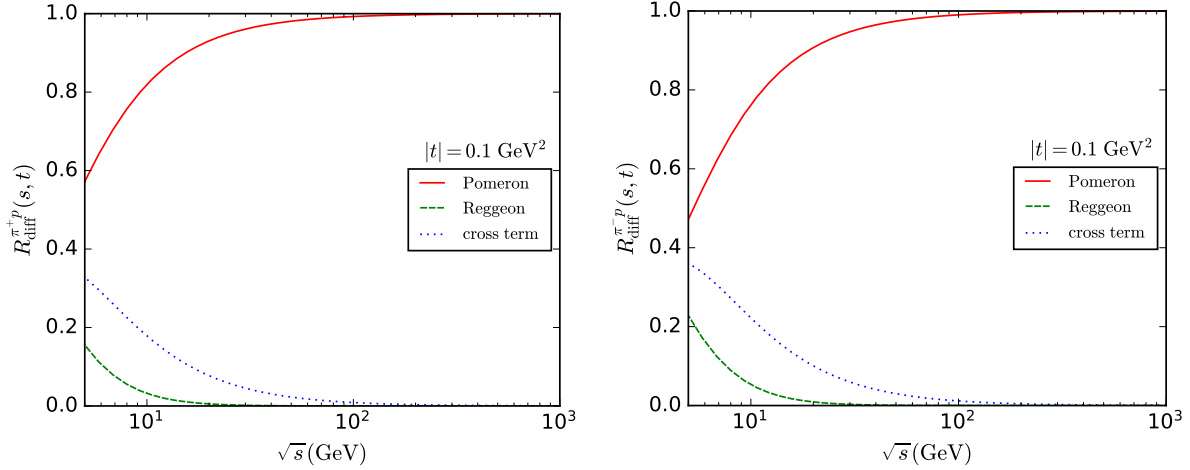 1.0
0.8
0.6
0.4
0.2
0.0
R_diff^{π⁺p}(s, t)
|t| = 0.1 GeV²
Pomeron
Reggeon
cross term
10¹ 10² 10³
√s (GeV)
1.0
0.8
0.6
0.4
0.2
0.0
R_diff^{π⁻p}(s, t)
|t| = 0.1 GeV²
Pomeron
Reggeon
cross term
10¹ 10² 10³
√s (GeV)